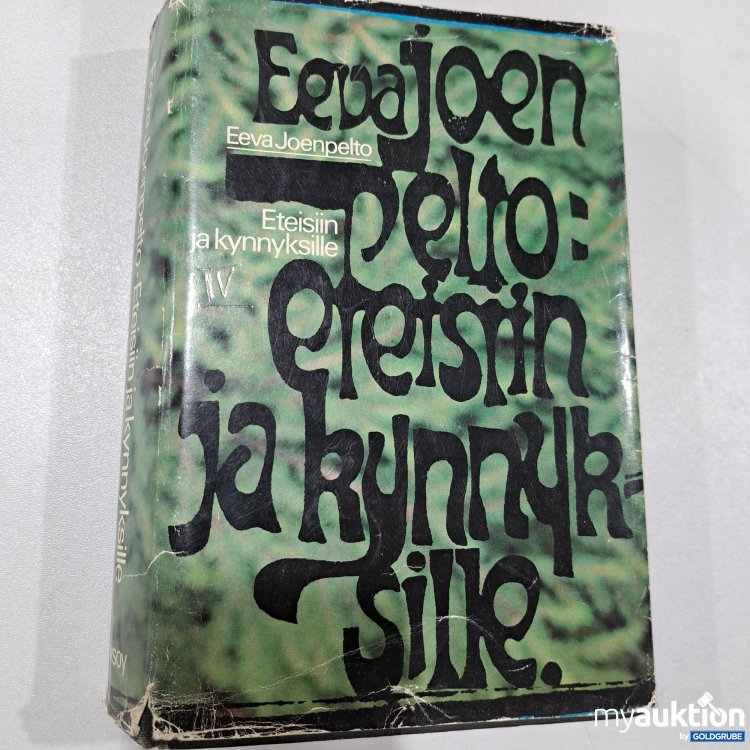 Eeva joen
pelto:
eteisiin
ja kynnyk-
sille.
Eeva Joenpelto
Eteisiin
ja kynnyksille
W
Eeva Joenpelto Eteisiin ja kynnyksille
soy
myauktion
by GOLDGRUBE